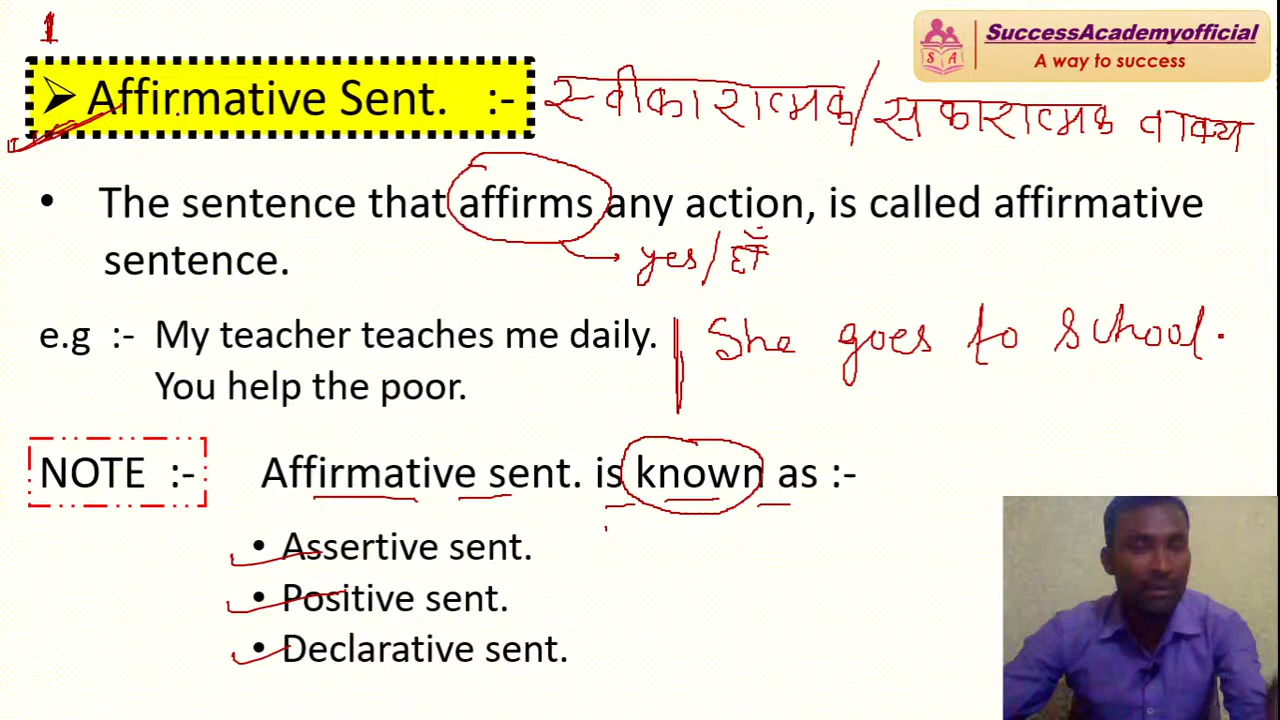 1
SuccessAcademyofficial
S A
A way to success
➤ Affirmative Sent. :- स्वीकारात्मक/सकारात्मक वाक्य
• The sentence that affirms any action, is called affirmative
sentence.
yes/हाँ
e.g :- My teacher teaches me daily. She goes to school.
You help the poor.
NOTE :- Affirmative sent. is known as :-
• Assertive sent.
• Positive sent.
• Declarative sent.